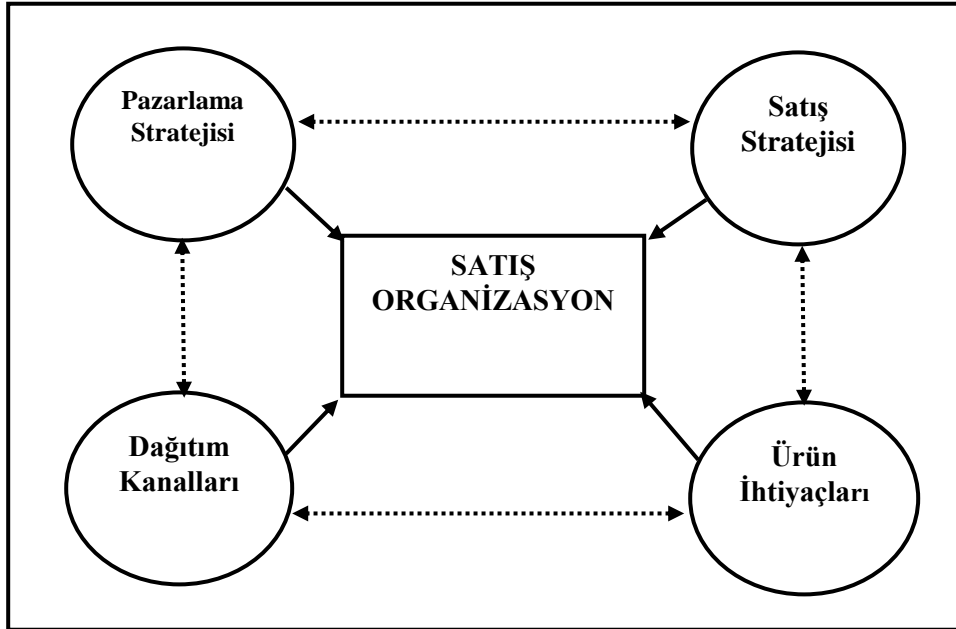 Pazarlama
Stratejisi
Satış
Stratejisi
SATIŞ
ORGANİZASYON
Dağıtım
Kanalları
Ürün
İhtiyaçları